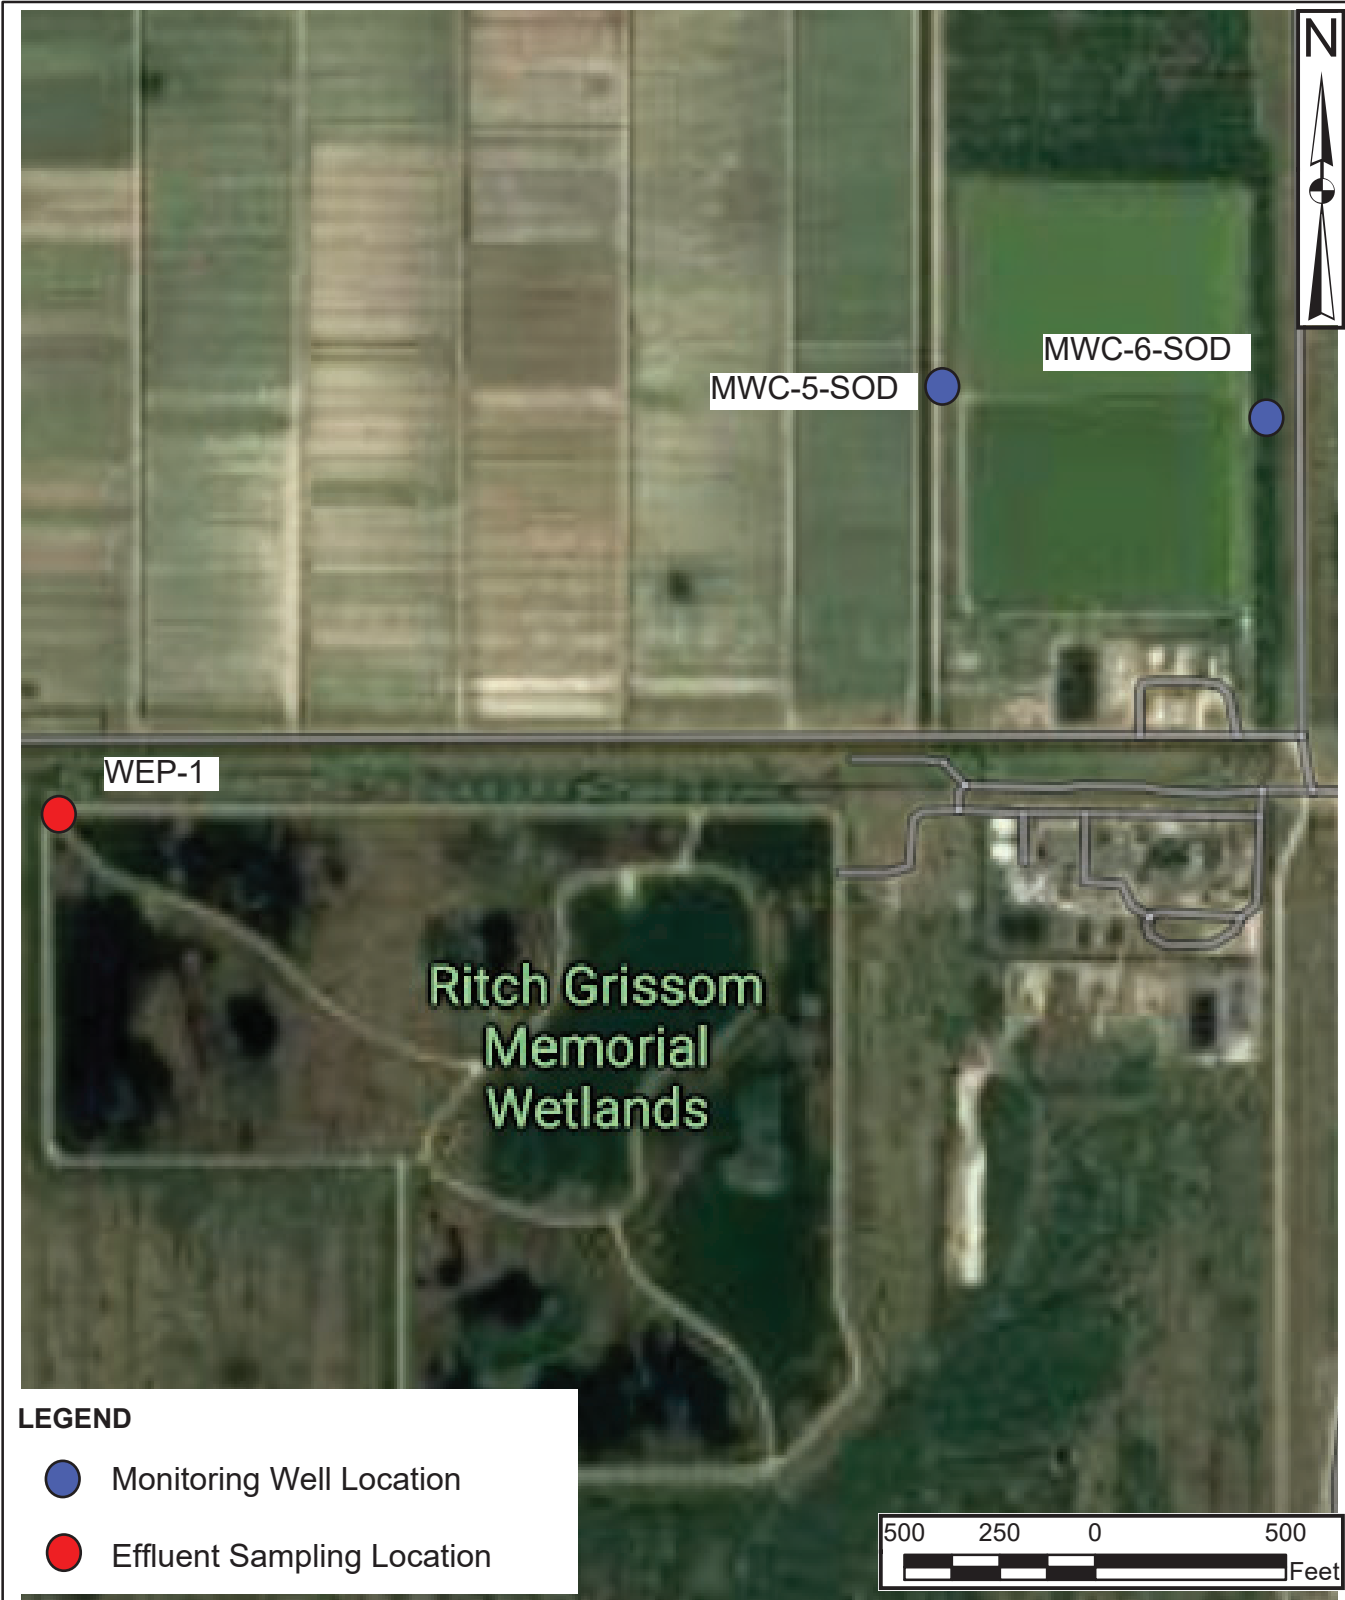 N
MWC-6-SOD
MWC-5-SOD
WEP-1
Ritch Grissom
Memorial
Wetlands
LEGEND
Monitoring Well Location
Effluent Sampling Location
500 250 0 500
Feet